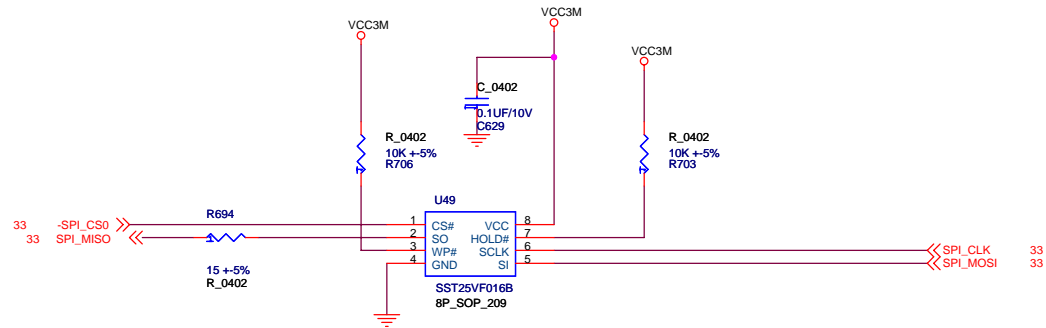 VCC3M
VCC3M
VCC3M
C_0402
0.1UF/10V
C629
R_0402
10K +-5%
R706
R_0402
10K +-5%
R703
U49
33 -SPI_CS0
R694
1 CS# VCC 8
33 SPI_MISO
2 SO HOLD# 7
3 WP# SCLK 6
SPI_CLK 33
4 GND SI 5
SPI_MOSI 33
15 +-5%
R_0402
SST25VF016B
8P_SOP_209